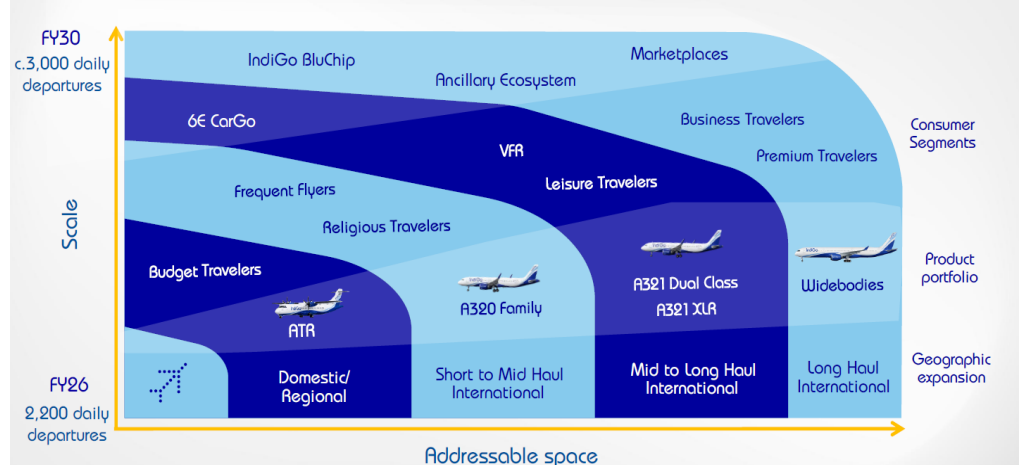 FY30
c.3,000 daily
departures
IndiGo BluChip
Marketplaces
Ancillary Ecosystem
6E CarGo
Business Travelers
Consumer
Segments
VFR
Premium Travelers
Leisure Travelers
Frequent Flyers
Religious Travelers
Scale
Budget Travelers
A321 Dual Class
A321 XLR
Widebodies
Product
portfolio
A320 Family
ATR
FY26
2,200 daily
departures
Domestic/
Regional
Short to Mid Haul
International
Mid to Long Haul
International
Long Haul
International
Geographic
expansion
Addressable space